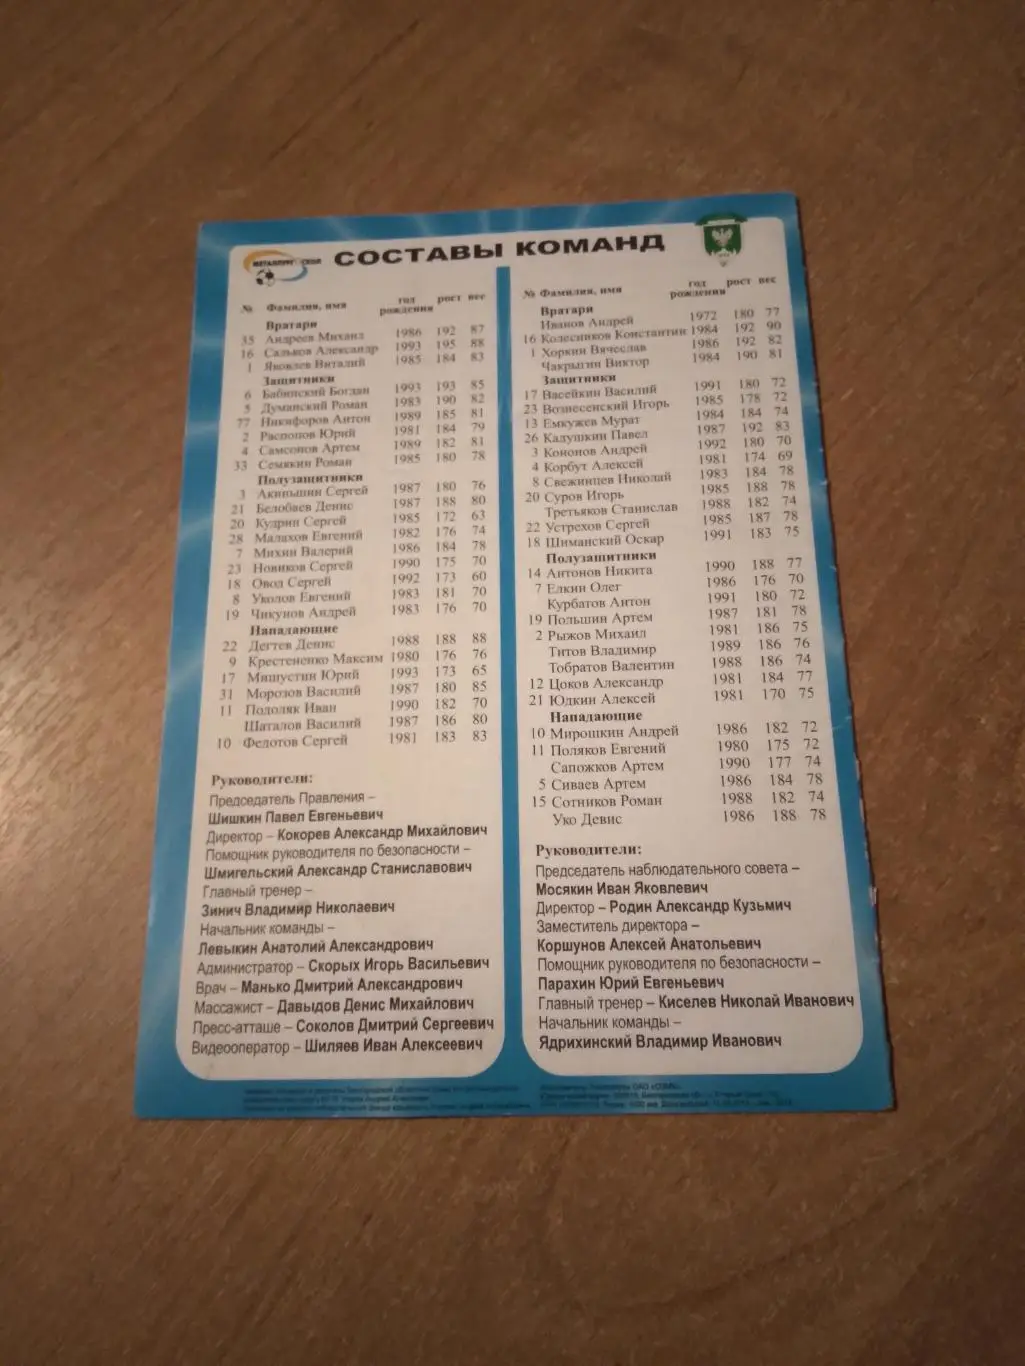 СОСТАВЫ КОМАНД
МЕТАЛЛУРГ ОСКОЛ
№ Фамилия, имя год рождения рост вес
Вратари
35 Андреев Михаил 1986 192 87
16 Сальков Александр 1993 195 88
1 Яковлев Виталий 1985 184 83
Защитники
6 Бабинский Богдан 1993 193 85
5 Думанский Роман 1983 190 82
77 Никифоров Антон 1989 185 81
2 Распопов Юрий 1981 184 79
4 Самсонов Артем 1989 182 81
33 Семякин Роман 1985 180 78
Полузащитники
3 Акиньшин Сергей 1987 180 76
21 Белобаев Денис 1987 188 80
20 Кудрин Сергей 1985 172 63
28 Малахов Евгений 1982 176 74
7 Михин Валерий 1986 184 78
23 Новиков Сергей 1990 175 70
18 Овод Сергей 1992 173 60
8 Уколов Евгений 1983 181 70
19 Чикунов Андрей 1983 176 70
Нападающие
22 Дегтев Денис 1988 188 88
9 Крестененко Максим 1980 176 76
17 Мишустин Юрий 1993 173 65
31 Морозов Василий 1987 180 85
11 Подоляк Иван 1990 182 70
Шаталов Василий 1987 186 80
10 Федотов Сергей 1981 183 83
Руководители:
Председатель Правления –
Шишкин Павел Евгеньевич
Директор – Кокорев Александр Михайлович
Помощник руководителя по безопасности –
Шмигельский Александр Станиславович
Главный тренер –
Зинич Владимир Николаевич
Начальник команды –
Левыкин Анатолий Александрович
Администратор – Скорых Игорь Васильевич
Врач – Манько Дмитрий Александрович
Массажист – Давыдов Денис Михайлович
Пресс-атташе – Соколов Дмитрий Сергеевич
Видеооператор – Шиляев Иван Алексеевич
№ Фамилия, имя год рождения рост вес
Вратари
Иванов Андрей 1972 180 77
16 Колесников Константин 1984 192 90
1 Хоркин Вячеслав 1986 192 82
Чакрыгин Виктор 1984 190 81
Защитники
17 Васейкин Василий 1991 180 72
23 Вознесенский Игорь 1985 178 72
13 Емкужев Мурат 1984 184 74
26 Калушкин Павел 1987 192 83
3 Кононов Андрей 1992 180 70
4 Корбут Алексей 1981 174 69
8 Свежинцев Николай 1983 184 78
20 Суров Игорь 1985 188 78
Третьяков Станислав 1988 182 74
22 Устрехов Сергей 1985 187 78
18 Шиманский Оскар 1991 183 75
Полузащитники
14 Антонов Никита 1990 188 77
7 Елкин Олег 1986 176 70
Курбатов Антон 1991 180 72
19 Польшин Артем 1987 181 78
2 Рыжов Михаил 1981 186 75
Титов Владимир 1989 186 76
Тобратов Валентин 1988 186 74
12 Цоков Александр 1981 184 77
21 Юдкин Алексей 1981 170 75
Нападающие
10 Мирошкин Андрей 1986 182 72
11 Поляков Евгений 1980 175 72
Сапожков Артем 1990 177 74
5 Сиваев Артем 1986 184 78
15 Сотников Роман 1988 182 74
Уко Девис 1986 188 78
Руководители:
Председатель наблюдательного совета –
Мосякин Иван Яковлевич
Директор – Родин Александр Кузьмич
Заместитель директора –
Коршунов Алексей Анатольевич
Помощник руководителя по безопасности –
Парахин Юрий Евгеньевич
Главный тренер – Киселев Николай Иванович
Начальник команды –
Ядрихинский Владимир Иванович